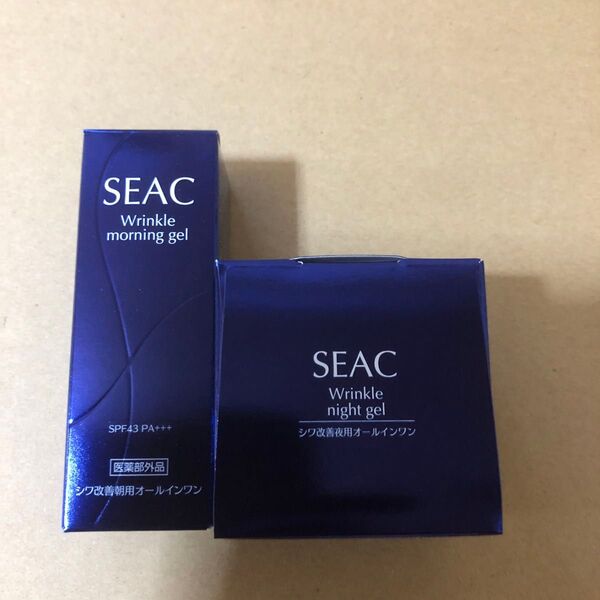 SEAC
Wrinkle
morning gel
SPF43 PA+++
医薬部外品
シワ改善朝用オールインワン
SEAC
Wrinkle
night gel
シワ改善夜用オールインワン